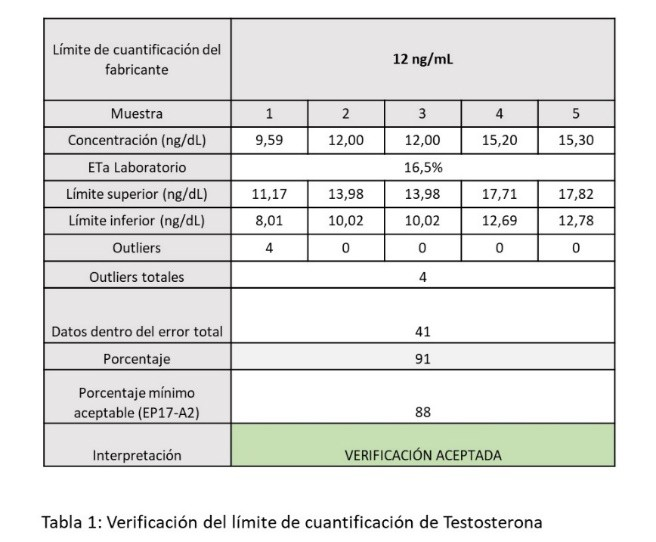 Límite de cuantificación del
fabricante
12 ng/mL
Muestra 1 2 3 4 5
Concentración (ng/dL) 9,59 12,00 12,00 15,20 15,30
ETa Laboratorio 16,5%
Límite superior (ng/dL) 11,17 13,98 13,98 17,71 17,82
Límite inferior (ng/dL) 8,01 10,02 10,02 12,69 12,78
Outliers 4 0 0 0 0
Outliers totales 4
Datos dentro del error total 41
Porcentaje 91
Porcentaje mínimo
aceptable (EP17-A2)
88
Interpretación VERIFICACIÓN ACEPTADA
Tabla 1: Verificación del límite de cuantificación de Testosterona